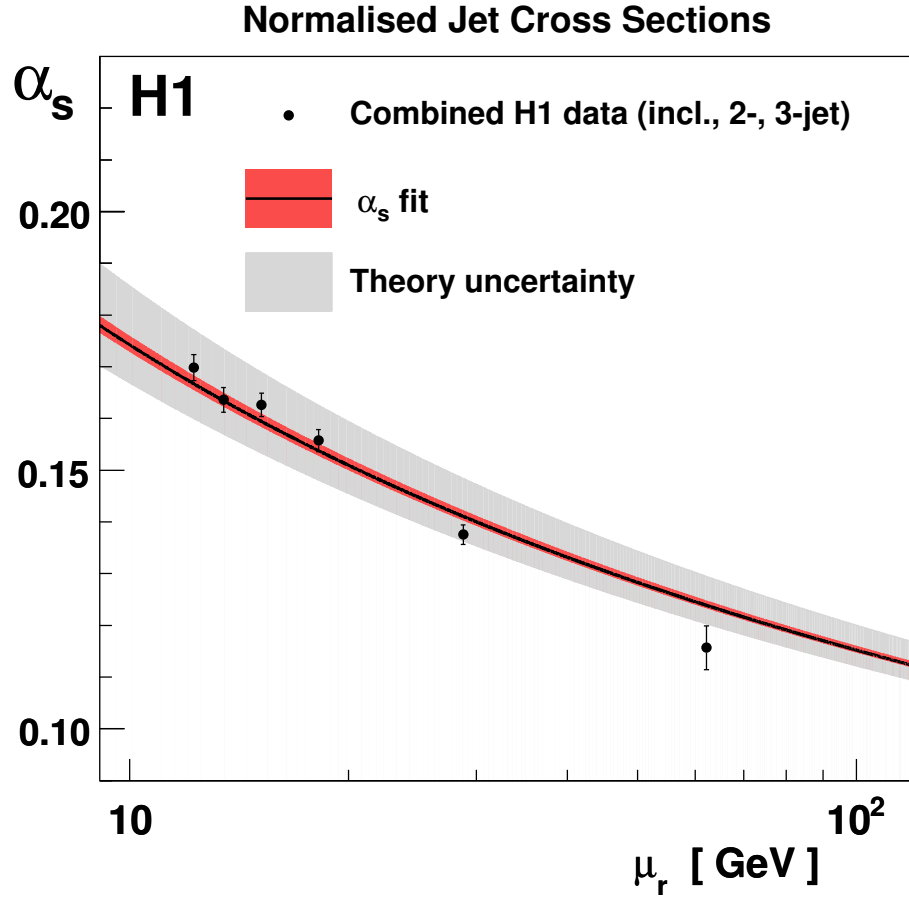 Normalised Jet Cross Sections
αs
H1
Combined H1 data (incl., 2-, 3-jet)
αs fit
Theory uncertainty
0.20
0.15
0.10
10
10²
μr [ GeV ]